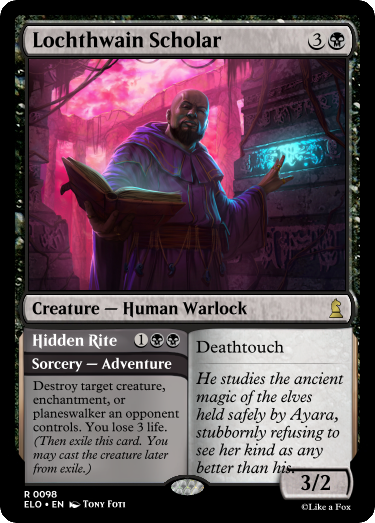 Lochthwain Scholar 3
Creature — Human Warlock
Hidden Rite 1
Sorcery — Adventure
Destroy target creature,
enchantment, or
planeswalker an opponent
controls. You lose 3 life.
(Then exile this card. You
may cast the creature later
from exile.)
Deathtouch
He studies the ancient
magic of the elves
held safely by Ayara,
stubbornly refusing to
see her kind as any
better than his.
3/2
R 0098
ELO • EN Tony Foti
©Like a Fox